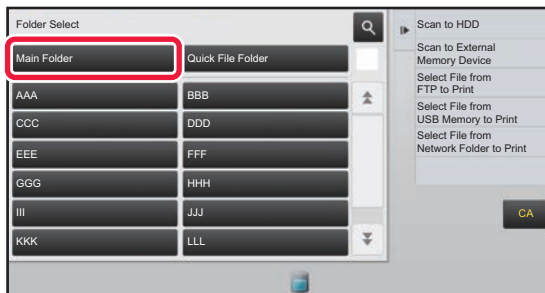 Folder Select
Main Folder
Quick File Folder
AAA
BBB
CCC
DDD
EEE
FFF
GGG
HHH
III
JJJ
KKK
LLL
Scan to HDD
Scan to External
Memory Device
Select File from
FTP to Print
Select File from
USB Memory to Print
Select File from
Network Folder to Print
CA